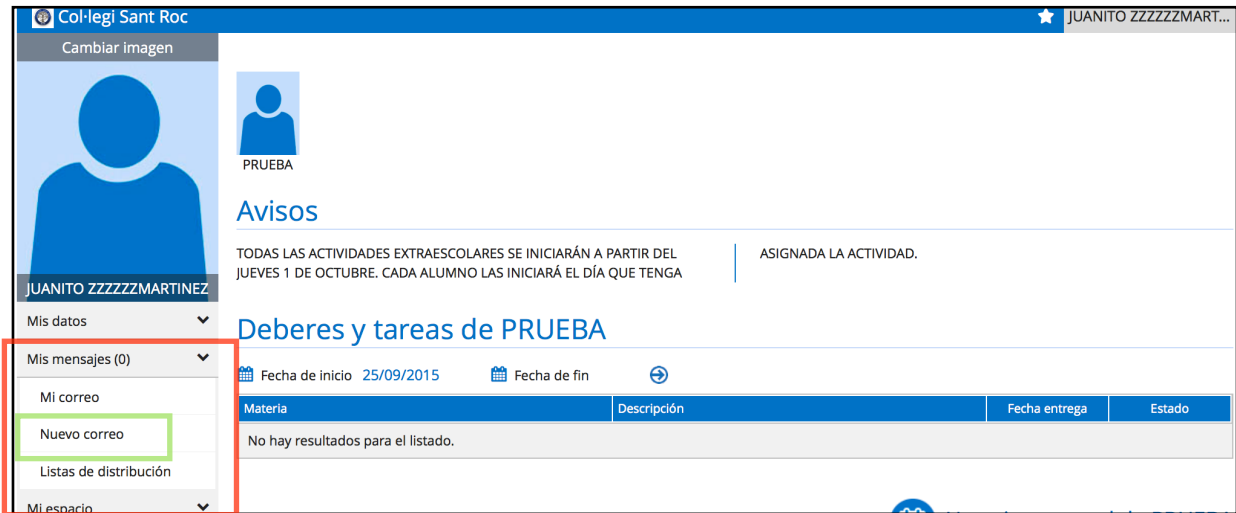 Col·legi Sant Roc
JUANITO ZZZZZZMART...
Cambiar imagen
PRUEBA
Avisos
TODAS LAS ACTIVIDADES EXTRAESCOLARES SE INICIARÁN A PARTIR DEL
JUEVES 1 DE OCTUBRE. CADA ALUMNO LAS INICIARÁ EL DÍA QUE TENGA
ASIGNADA LA ACTIVIDAD.
JUANITO ZZZZZZMARTINEZ
Mis datos
Mis mensajes (0)
Mi correo
Nuevo correo
Listas de distribución
Mi espacio
Deberes y tareas de PRUEBA
Fecha de inicio 25/09/2015 Fecha de fin
Materia Descripción Fecha entrega Estado
No hay resultados para el listado.